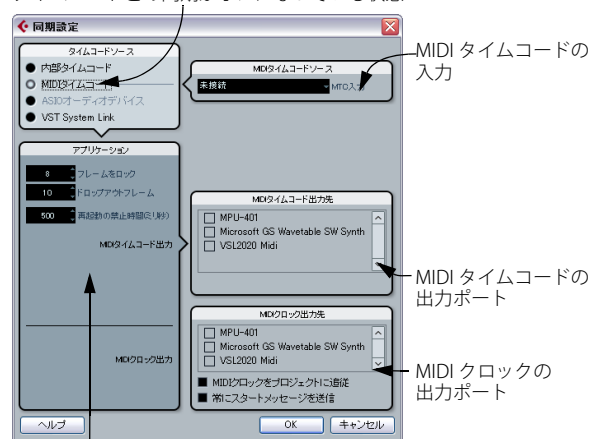 同期設定
タイムコードソース
内部タイムコード
MIDIタイムコード
ASIOオーディオデバイス
VST System Link
MIDIタイムコードソース
未接続
MTC入力
MIDI タイムコードの
入力
アプリケーション
8 フレームをロック
10 ドロップアウトフレーム
500 再起動の禁止時間(ミリ秒)
MIDIタイムコード出力
MIDIタイムコード出力先
MPU-401
Microsoft GS Wavetable SW Synth
VSL2020 Midi
MIDI タイムコードの
出力ポート
MIDIクロック出力
MIDIクロック出力先
MPU-401
Microsoft GS Wavetable SW Synth
VSL2020 Midi
MIDIクロックをプロジェクトに追従
常にスタートメッセージを送信
MIDI クロックの
出力ポート
ヘルプ
OK
キャンセル